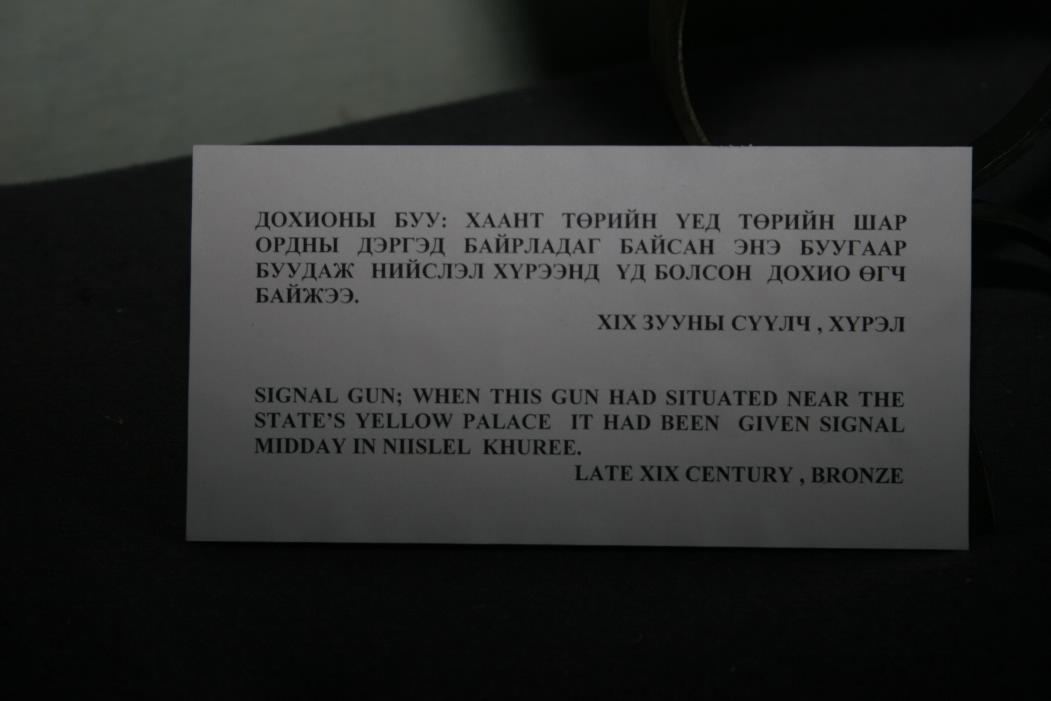 ДОХИОНЫ БУУ: ХААНТ ТӨРИЙН ҮЕД ТӨРИЙН ШАР
ОРДНЫ ДЭРГЭД БАЙРЛАДАГ БАЙСАН ЭНЭ БУУГААР
БУУДАЖ НИЙСЛЭЛ ХҮРЭЭНД ҮД БОЛСОН ДОХИО ӨГЧ
БАЙЖЭЭ.
XIX ЗУУНЫ СҮҮЛЧ , ХҮРЭЛ
SIGNAL GUN; WHEN THIS GUN HAD SITUATED NEAR THE
STATE'S YELLOW PALACE IT HAD BEEN GIVEN SIGNAL
MIDDAY IN NIISLEL KHUREE.
LATE XIX CENTURY , BRONZE